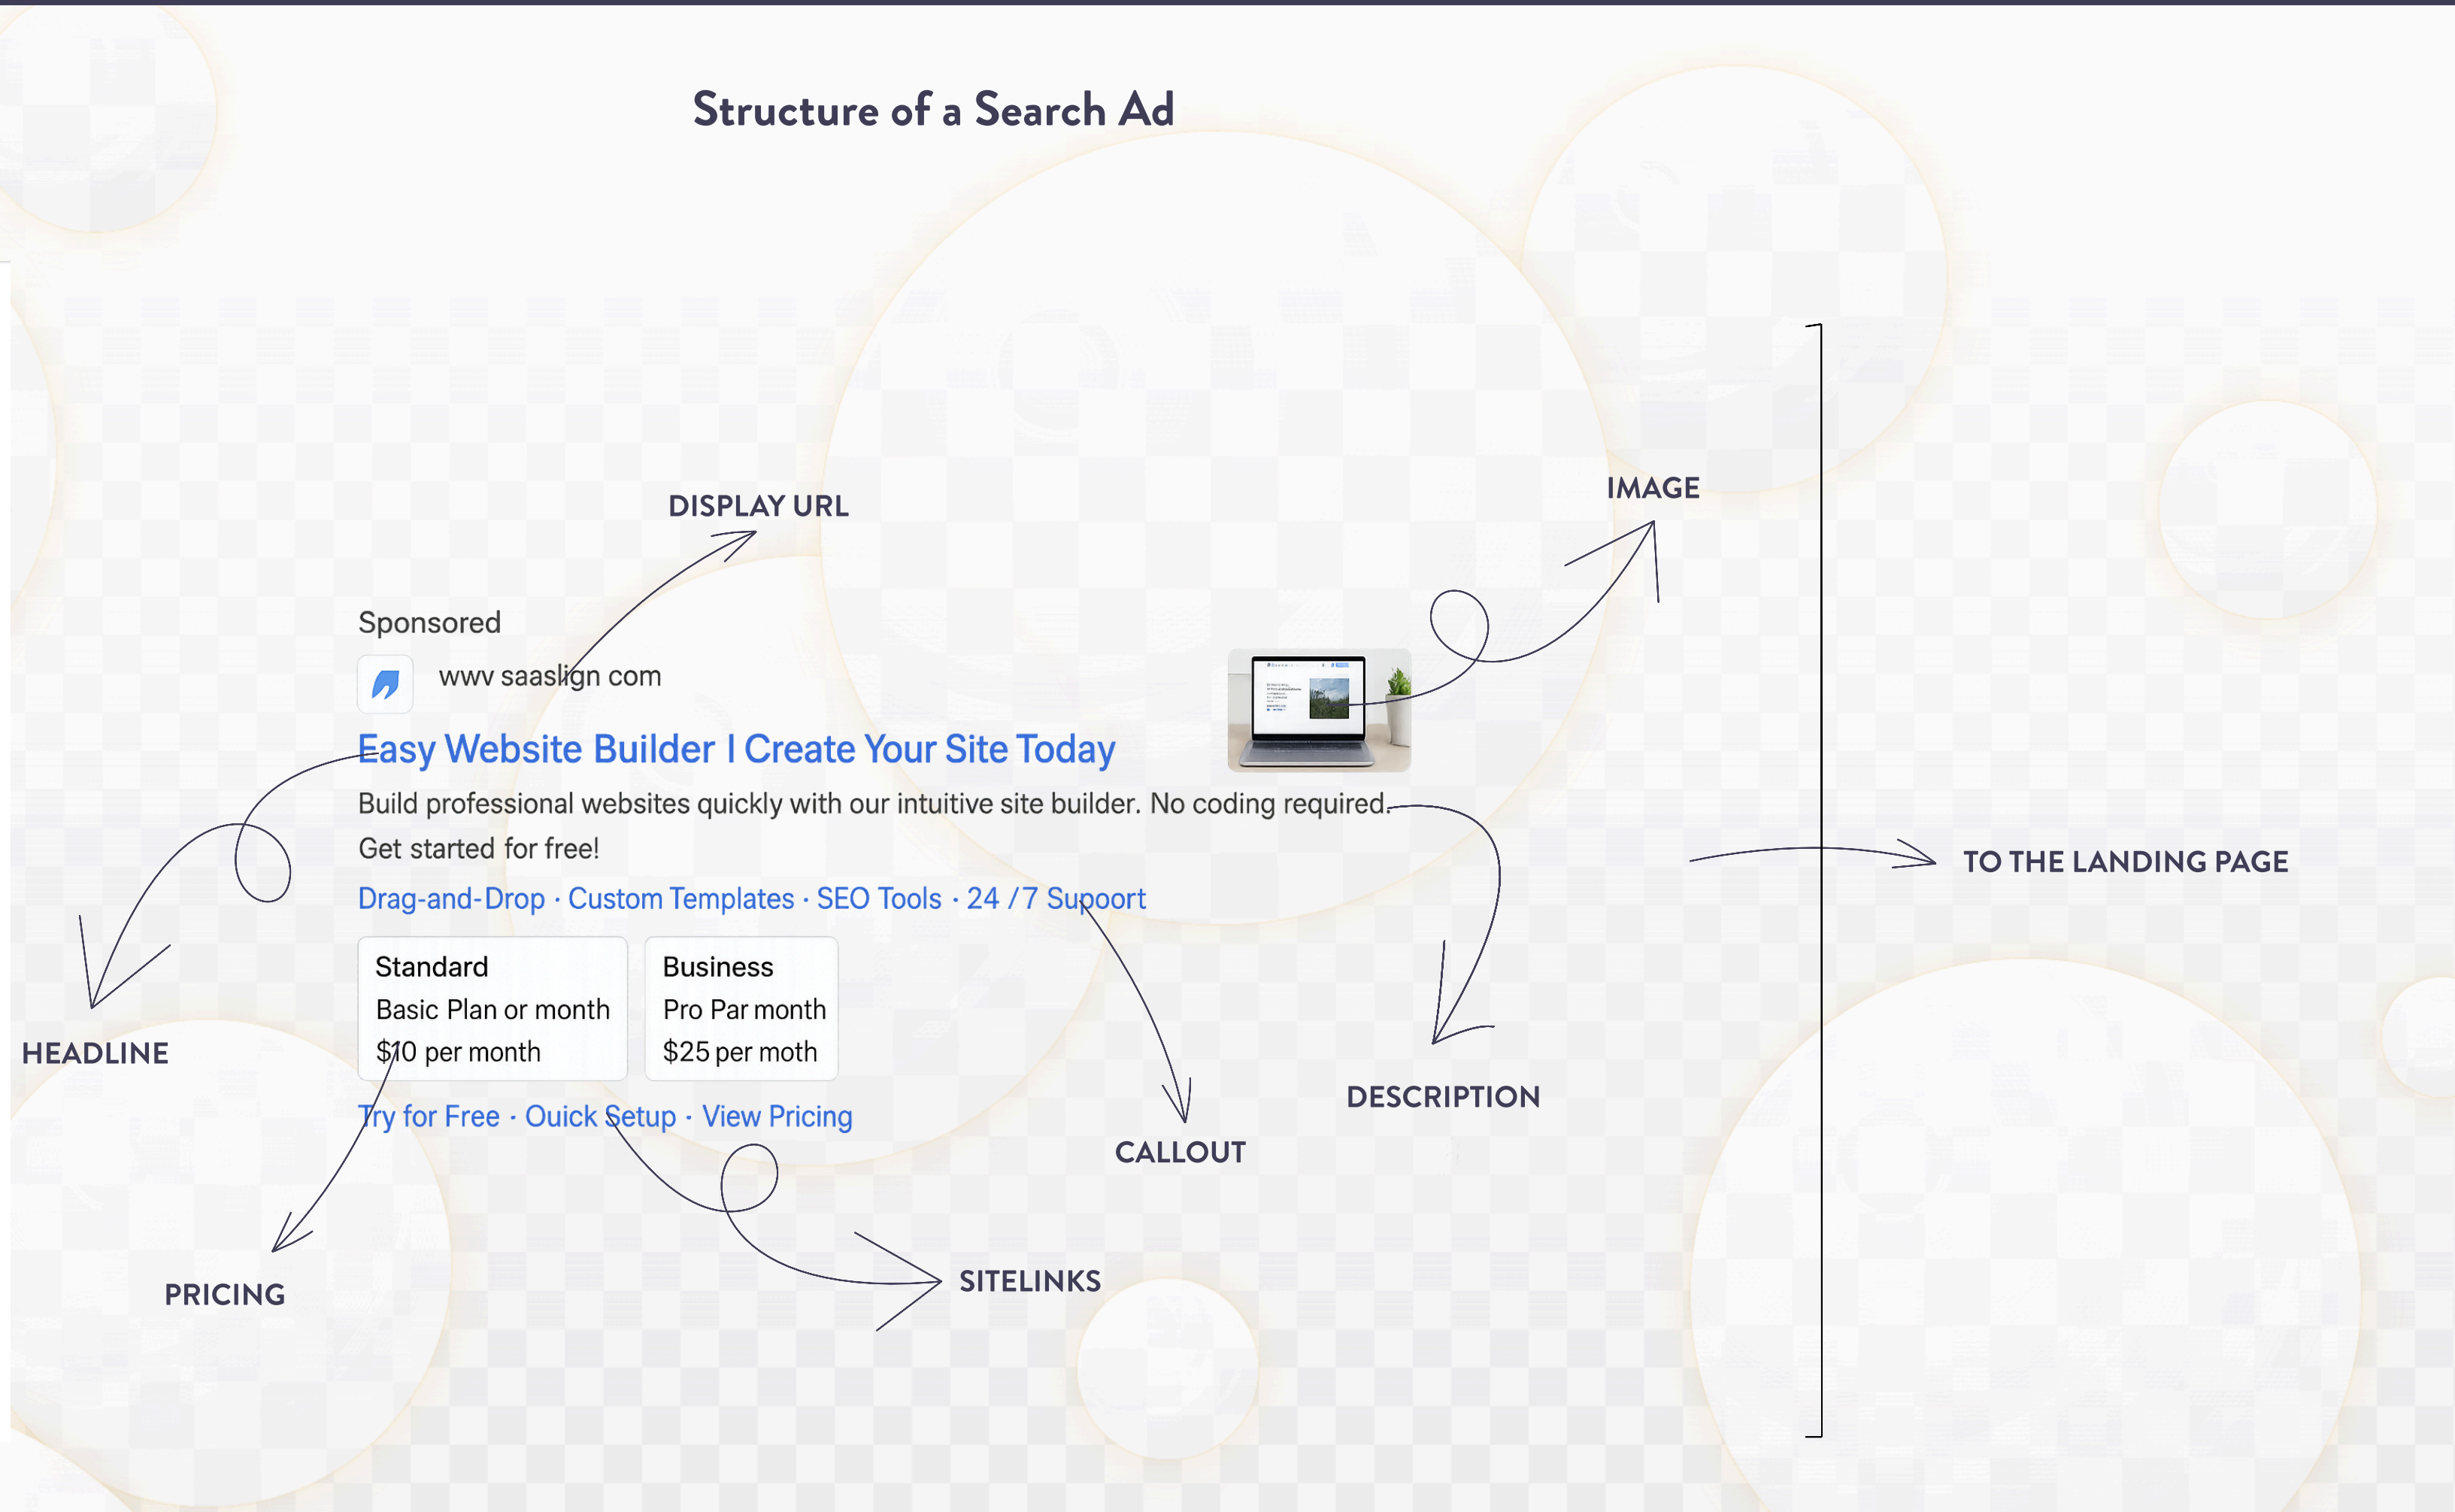 Structure of a Search Ad
DISPLAY URL
IMAGE
Sponsored
wwv saaslign com
Easy Website Builder I Create Your Site Today
Build professional websites quickly with our intuitive site builder. No coding required.
Get started for free!
Drag-and-Drop · Custom Templates · SEO Tools · 24 /7 Supoort
TO THE LANDING PAGE
Standard
Basic Plan or month
$10 per month
Business
Pro Par month
$25 per moth
Try for Free · Ouick Setup · View Pricing
HEADLINE
DESCRIPTION
CALLOUT
SITELINKS
PRICING